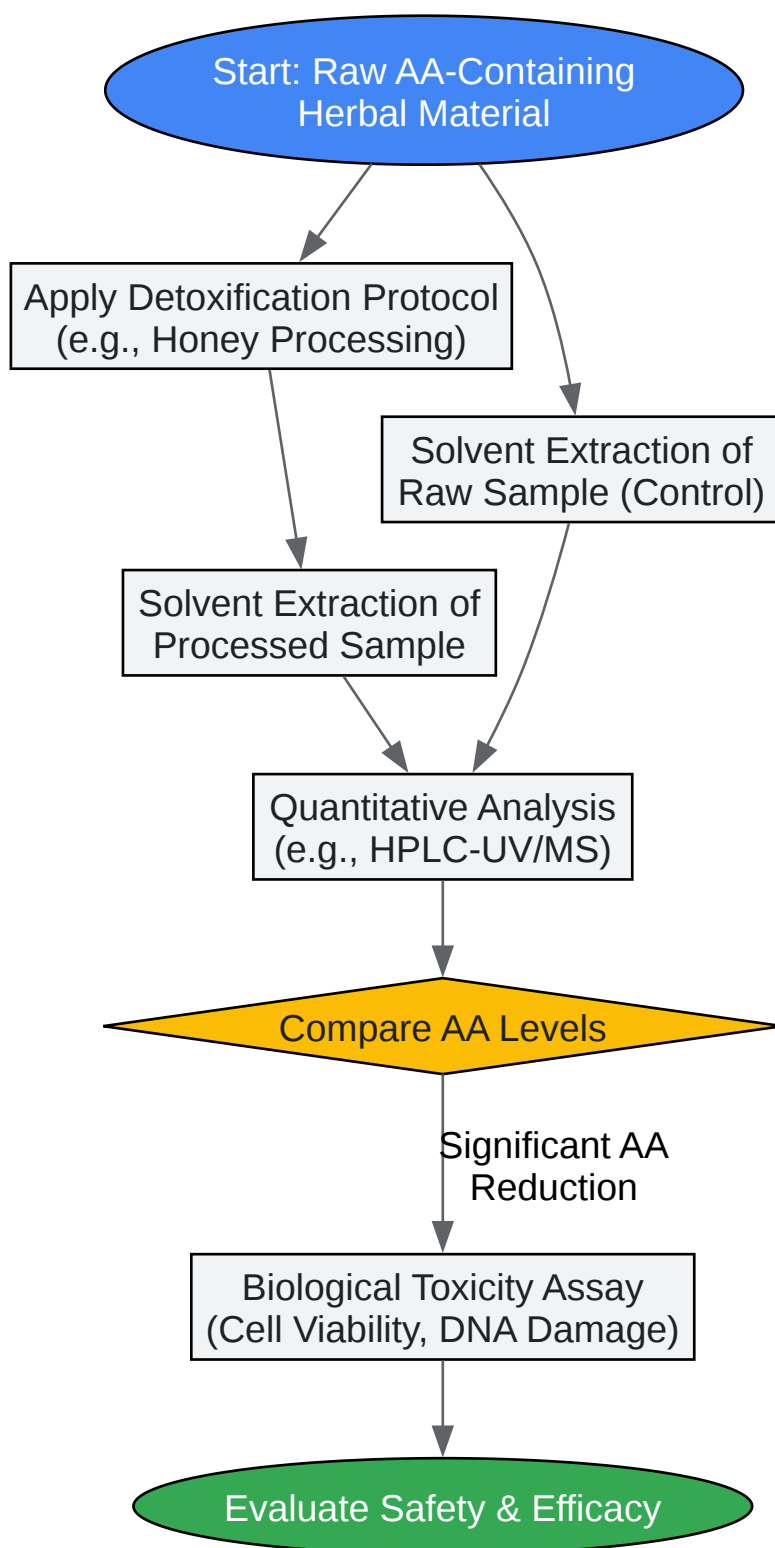 Start: Raw AA-Containing
Herbal Material
Apply Detoxification Protocol
(e.g., Honey Processing)
Solvent Extraction of
Raw Sample (Control)
Solvent Extraction of
Processed Sample
Quantitative Analysis
(e.g., HPLC-UV/MS)
Compare AA Levels
Significant AA
Reduction
Biological Toxicity Assay
(Cell Viability, DNA Damage)
Evaluate Safety & Efficacy